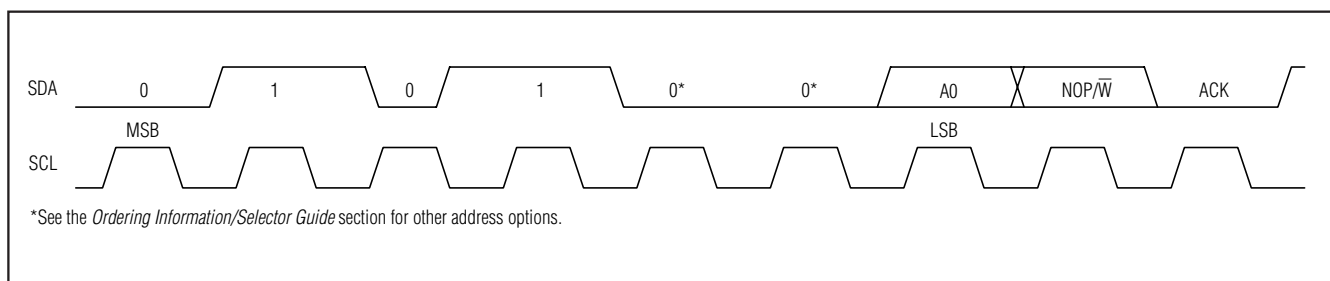 SDA 0 1 0 1 0* 0* A0 NOP/W̅ ACK
MSB LSB
SCL
*See the Ordering Information/Selector Guide section for other address options.